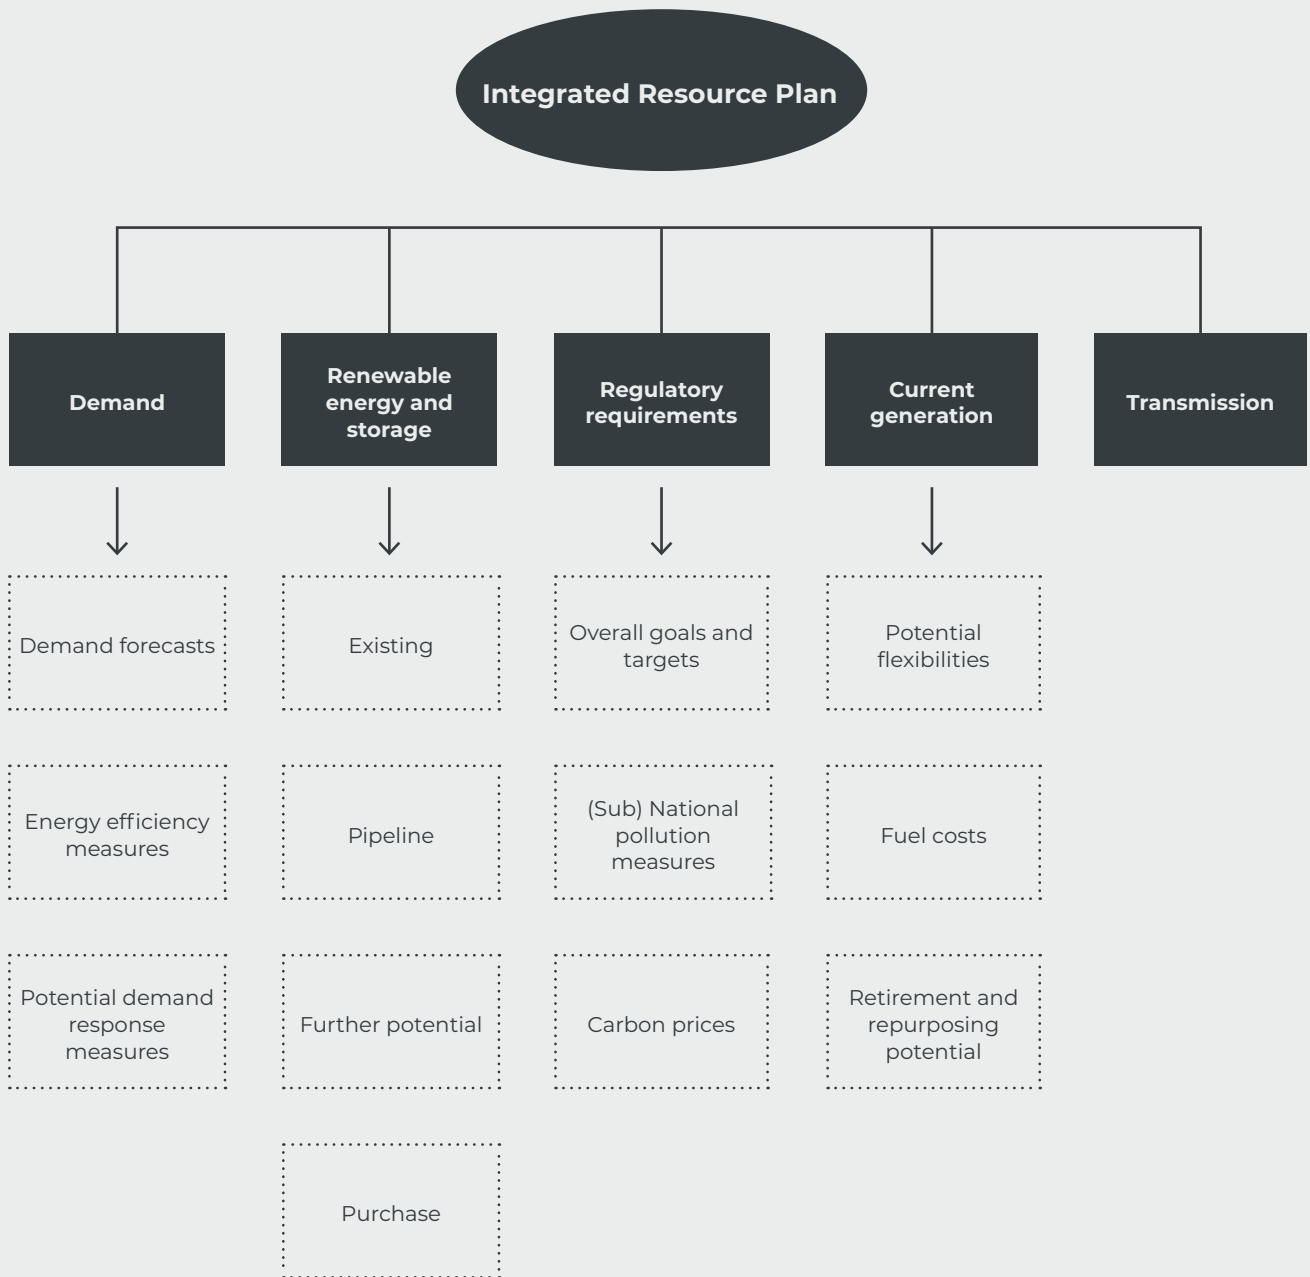 Integrated Resource Plan
Demand
Renewable
energy and
storage
Regulatory
requirements
Current
generation
Transmission
Demand forecasts
Existing
Overall goals and
targets
Potential
flexibilities
Energy efficiency
measures
Pipeline
(Sub) National
pollution
measures
Fuel costs
Potential demand
response
measures
Further potential
Carbon prices
Retirement and
repurposing
potential
Purchase